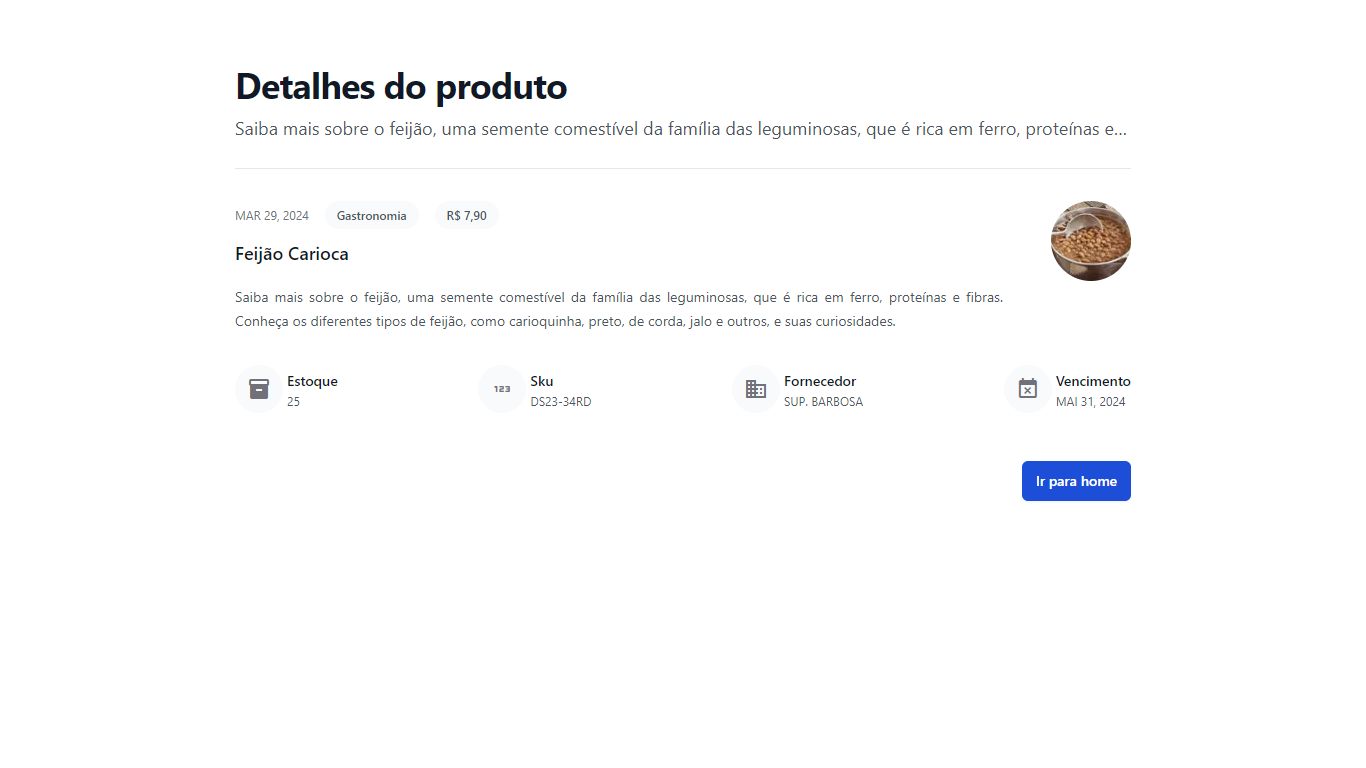 Detalhes do produto
Saiba mais sobre o feijão, uma semente comestível da família das leguminosas, que é rica em ferro, proteínas e...
MAR 29, 2024 Gastronomia R$ 7,90
Feijão Carioca
Saiba mais sobre o feijão, uma semente comestível da família das leguminosas, que é rica em ferro, proteínas e fibras.
Conheça os diferentes tipos de feijão, como carioquinha, preto, de corda, jalo e outros, e suas curiosidades.
Estoque
25
123
Sku
DS23-34RD
Fornecedor
SUP. BARBOSA
Vencimento
MAI 31, 2024
Ir para home